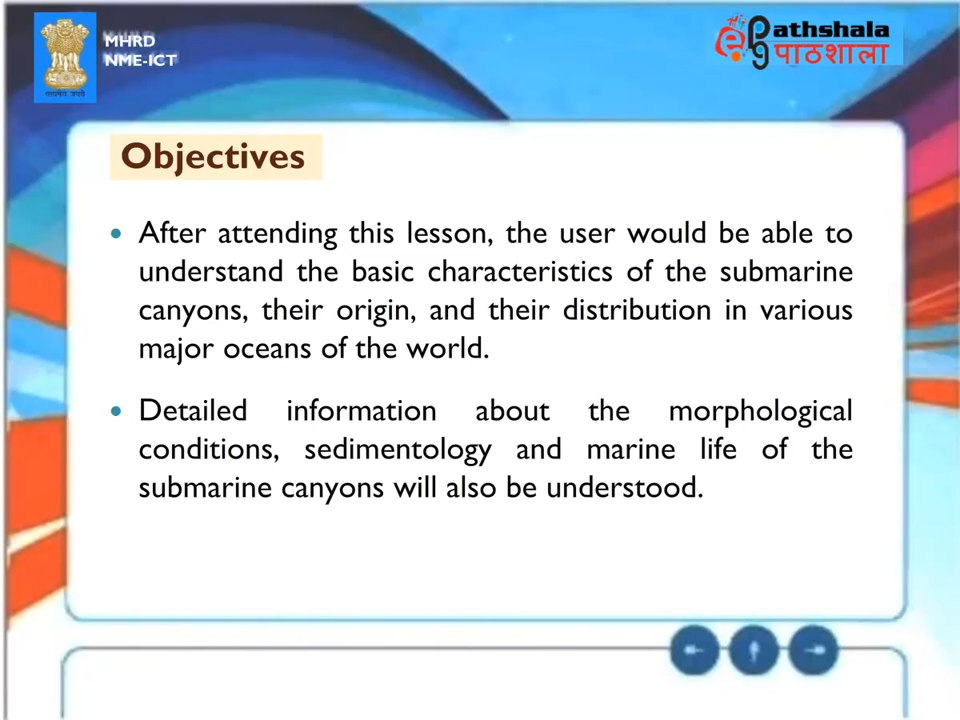 MHRD
NME-ICT
e
pg
athshala
पाठशाला
Objectives
• After attending this lesson, the user would be able to
understand the basic characteristics of the submarine
canyons, their origin, and their distribution in various
major oceans of the world.
• Detailed information about the morphological
conditions, sedimentology and marine life of the
submarine canyons will also be understood.